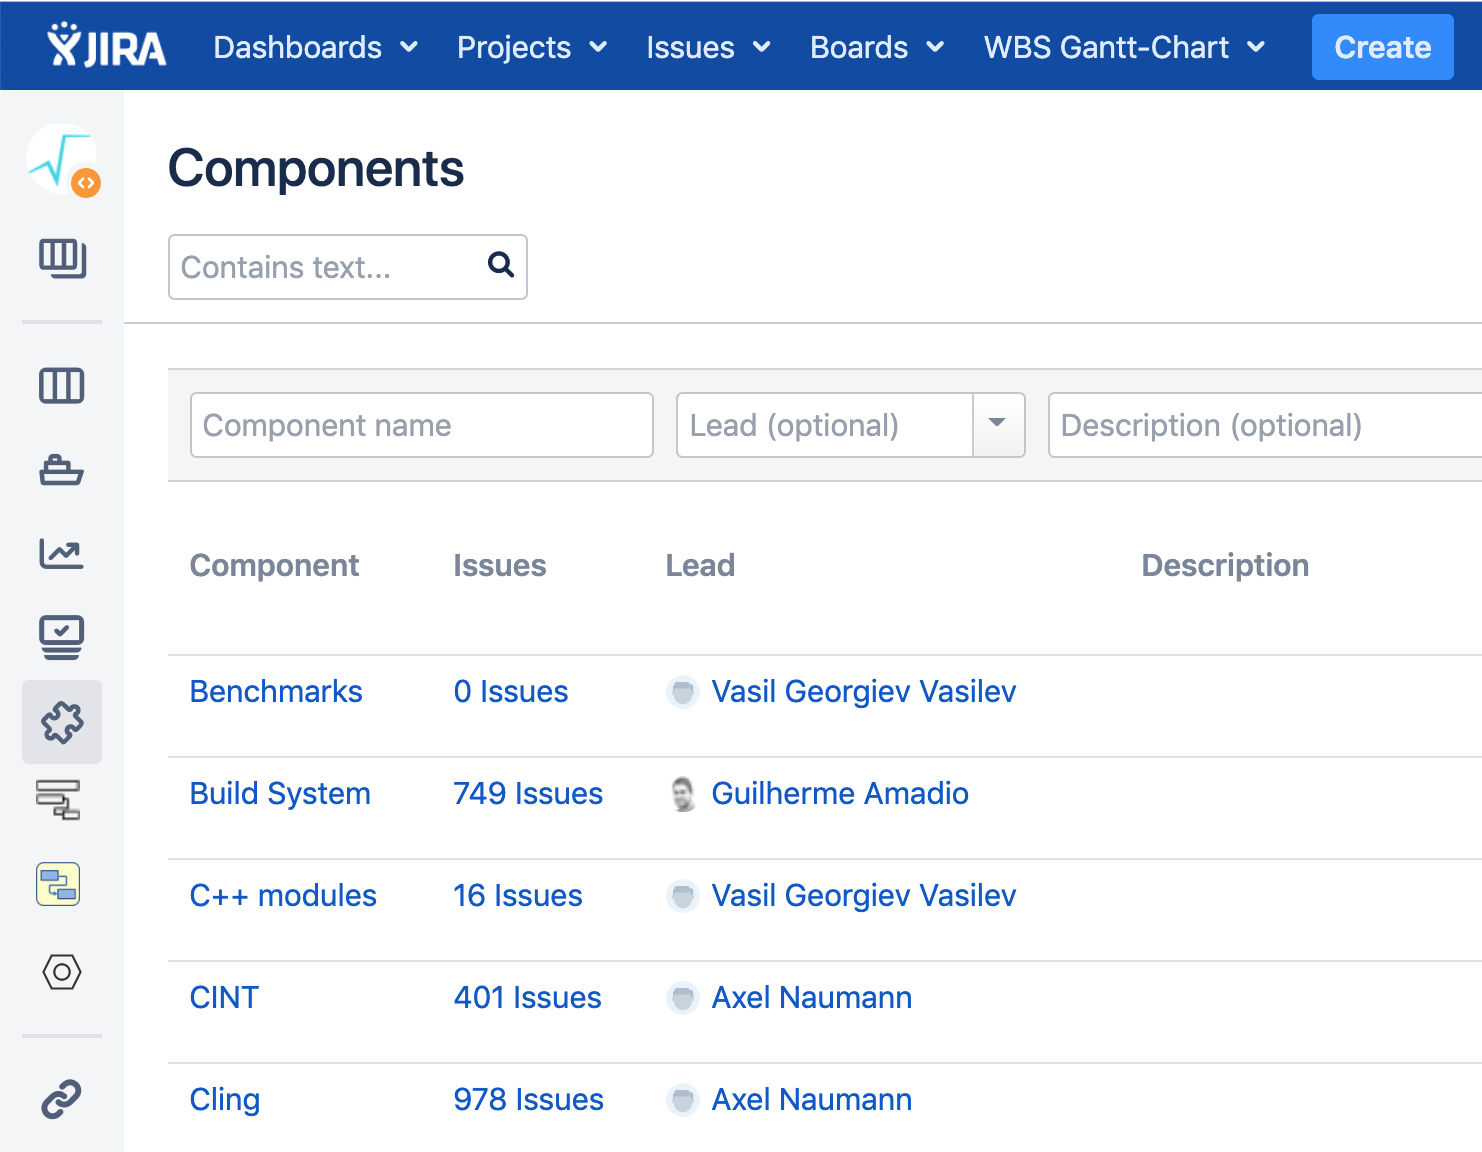 JIRA Dashboards Projects Issues Boards WBS Gantt-Chart Create
Components
Contains text...
Component name Lead (optional) Description (optional)
Component Issues Lead Description
Benchmarks 0 Issues Vasil Georgiev Vasilev
Build System 749 Issues Guilherme Amadio
C++ modules 16 Issues Vasil Georgiev Vasilev
CINT 401 Issues Axel Naumann
Cling 978 Issues Axel Naumann